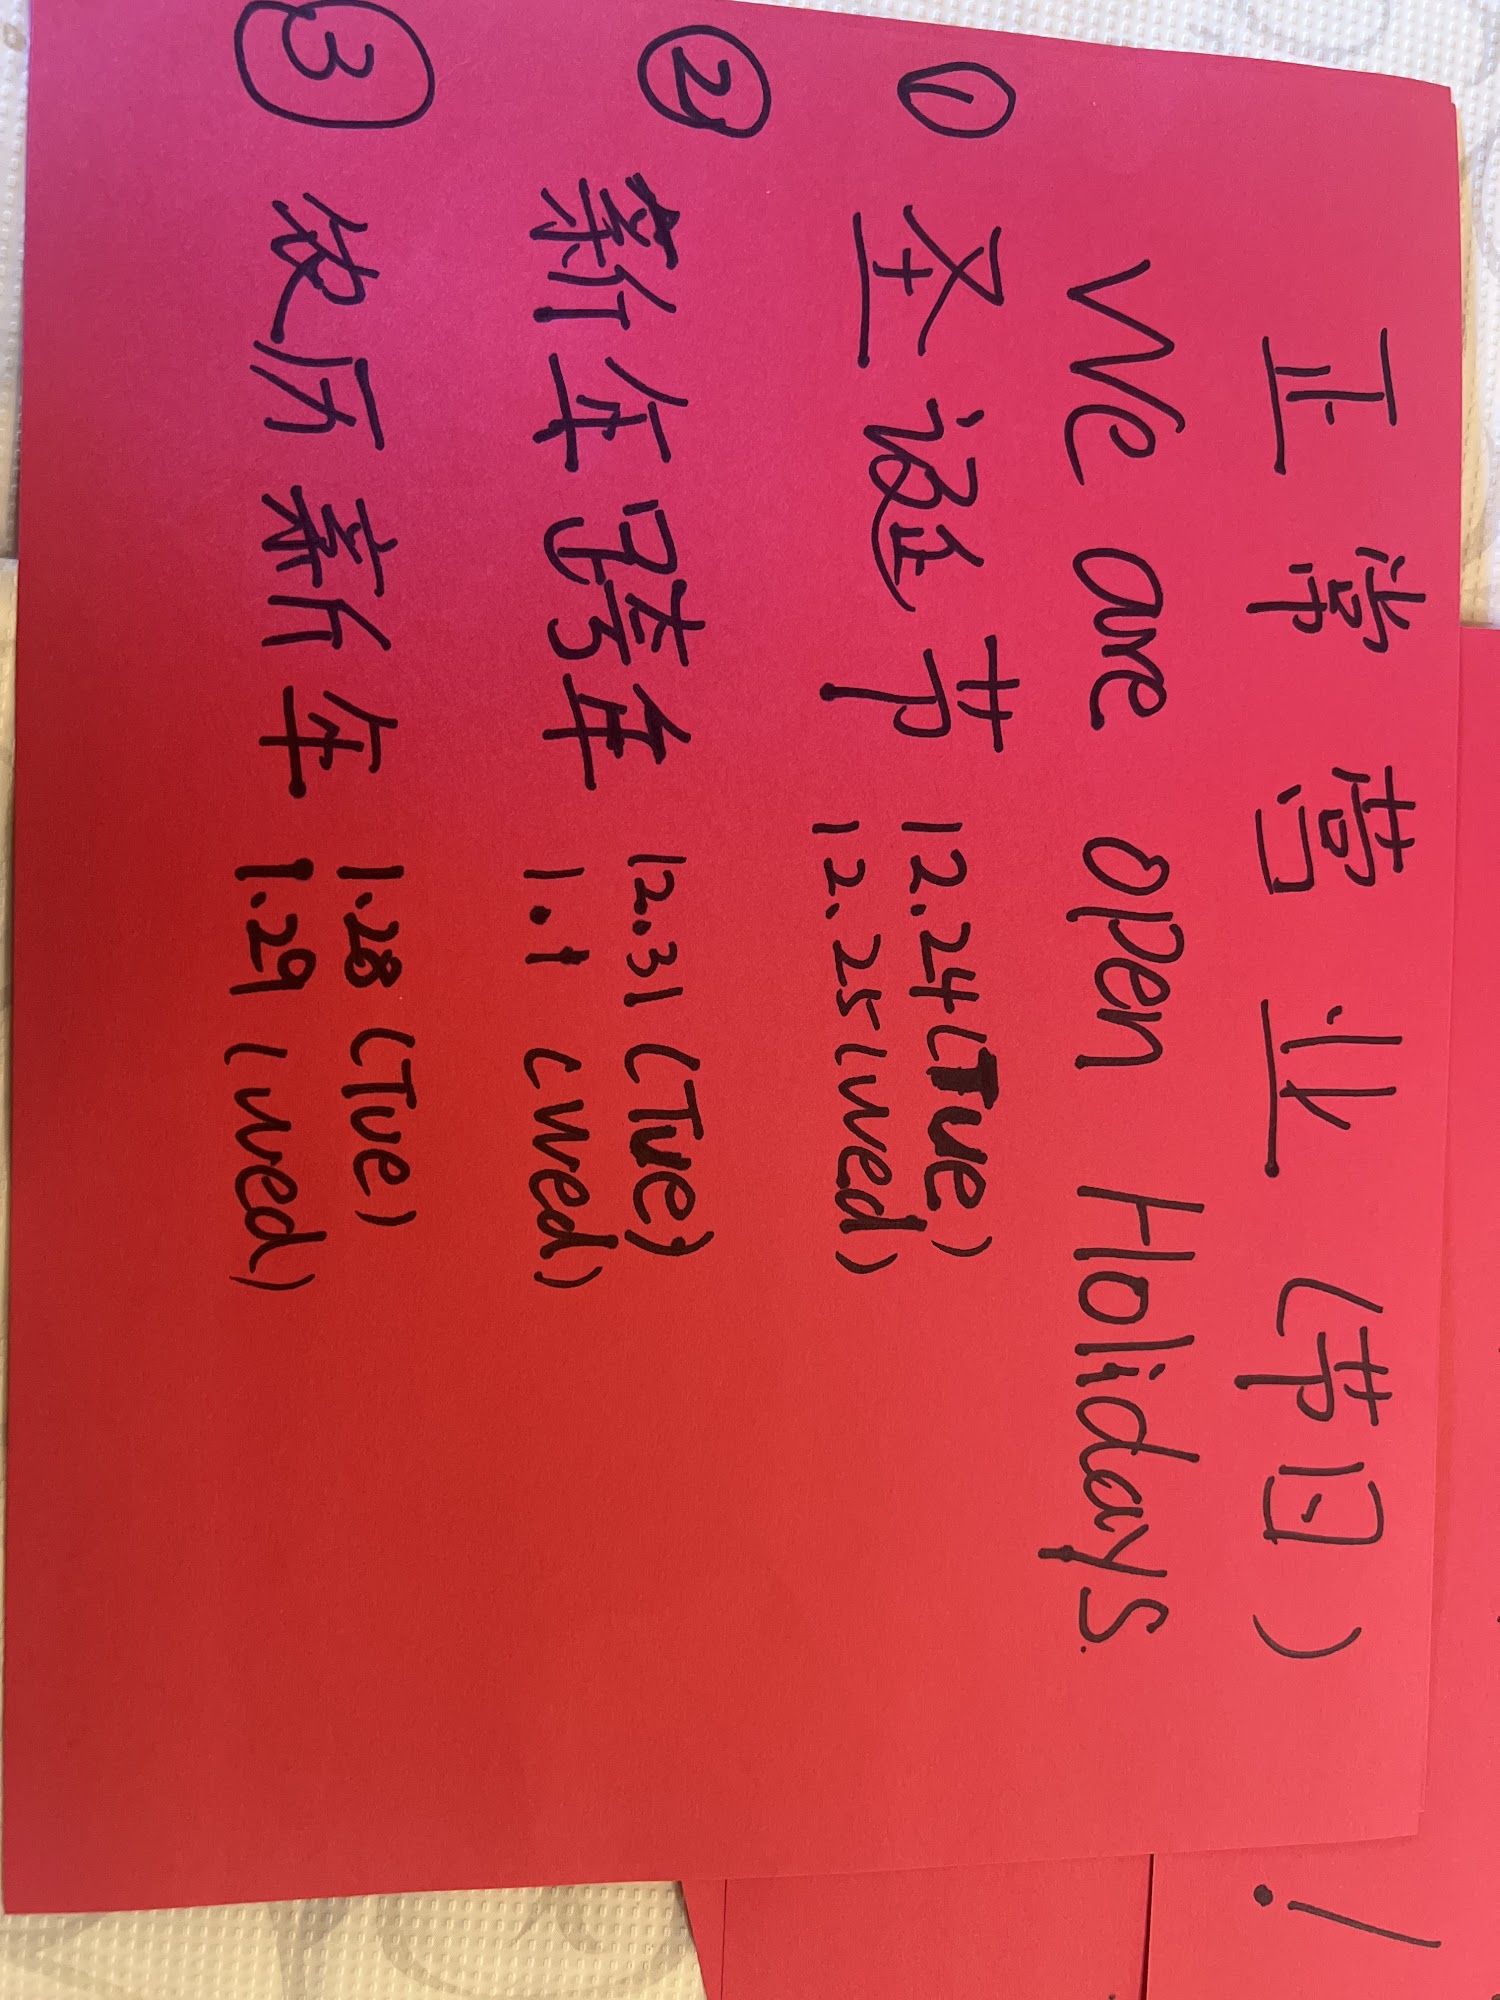 正常营业（节日）
We are open Holidays.
① 圣诞节 12.24(Tue)
12.25(Wed)
② 新年跨年 12.31(Tue)
1.1 (Wed)
③ 农历新年 1.28(Tue)
1.29(Wed)
!